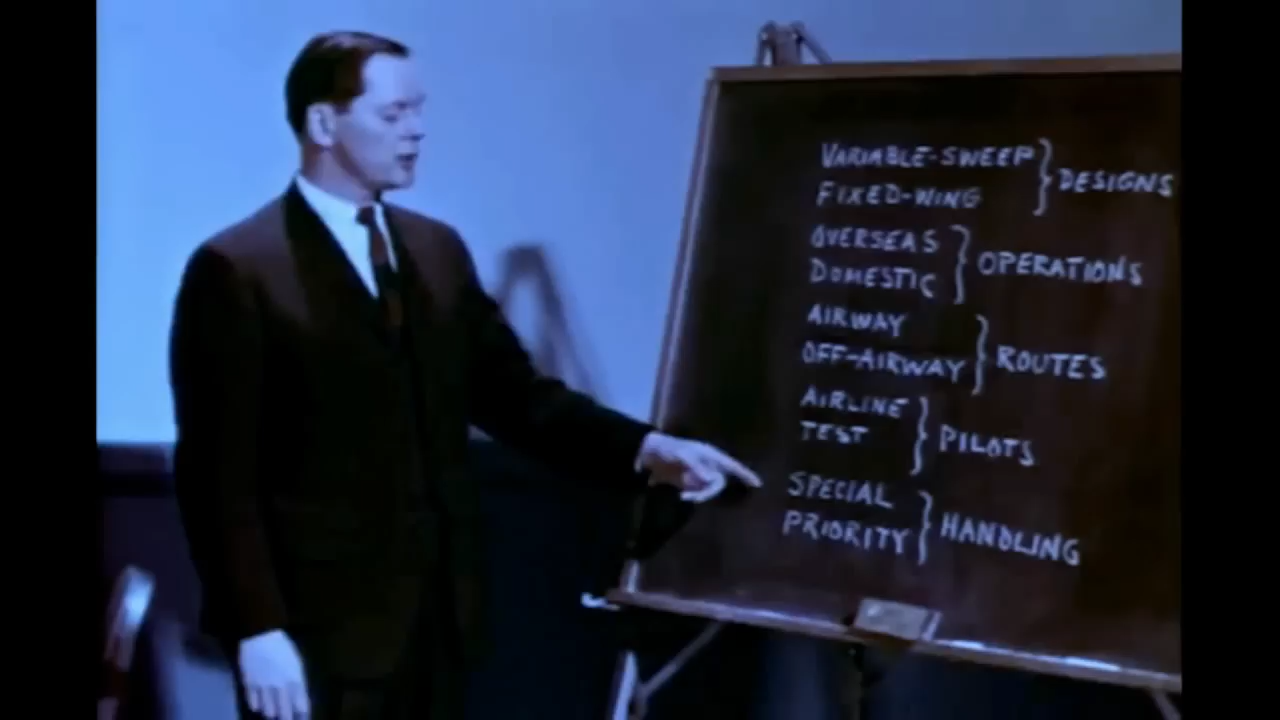 VARIABLE-SWEEP
FIXED-WING
DESIGNS
OVERSEAS
DOMESTIC
OPERATIONS
AIRWAY
OFF-AIRWAY
ROUTES
AIRLINE
TEST
PILOTS
SPECIAL
PRIORITY
HANDLING